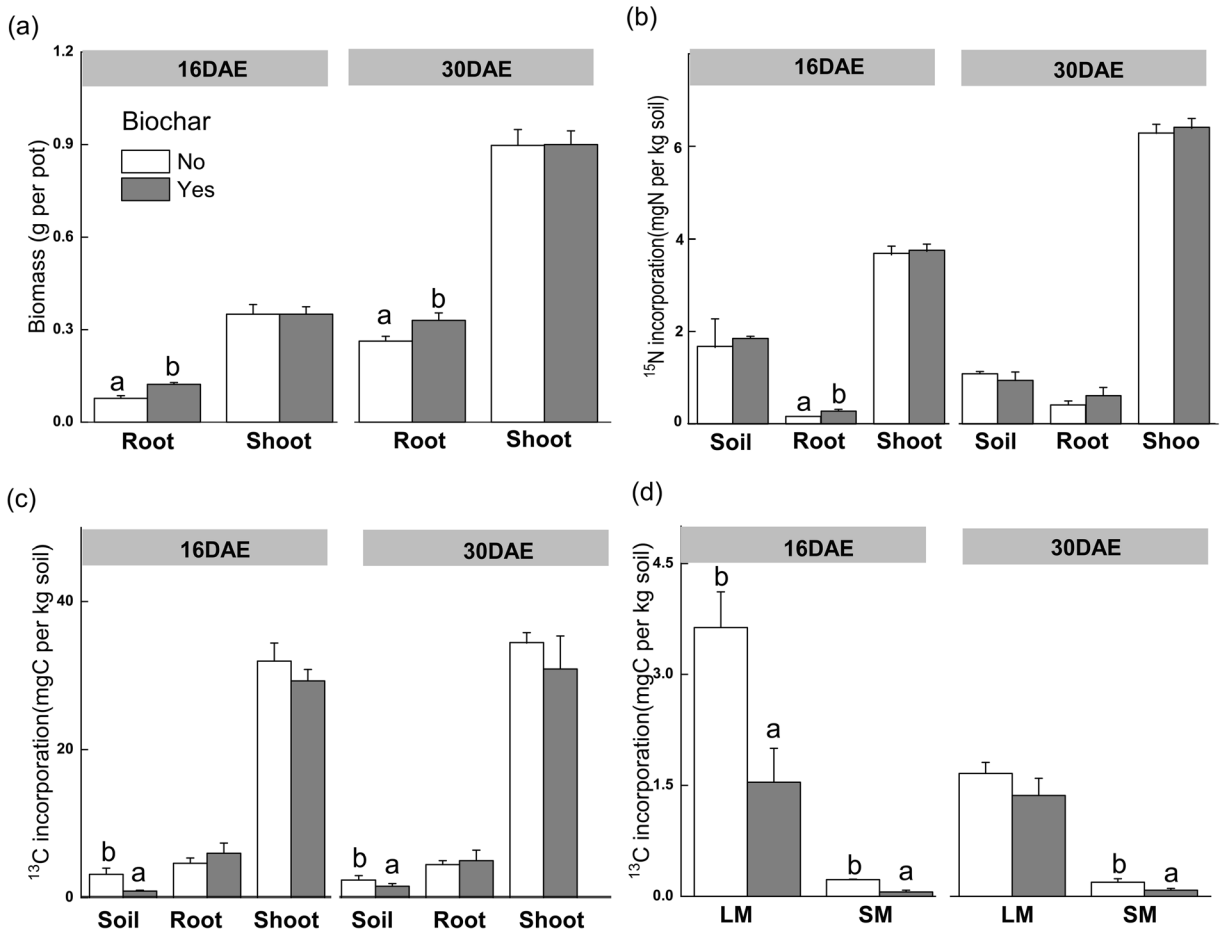 (a)
1.2
0.9
0.6
0.3
0.0
Biomass (g per pot)
16DAE
30DAE
Biochar
No
Yes
a
b
a
b
Root
Shoot
Root
Shoot
(b)
6
4
2
0
15N incorporation(mgN per kg soil)
16DAE
30DAE
a
b
Soil
Root
Shoot
Soil
Root
Shoo
(c)
40
20
0
13C incorporation(mgC per kg soil)
16DAE
30DAE
b
a
b
a
Soil
Root
Shoot
Soil
Root
Shoot
(d)
4.5
3.0
1.5
0.0
13C incorporation(mgC per kg soil)
16DAE
30DAE
b
a
b
a
b
a
LM
SM
LM
SM